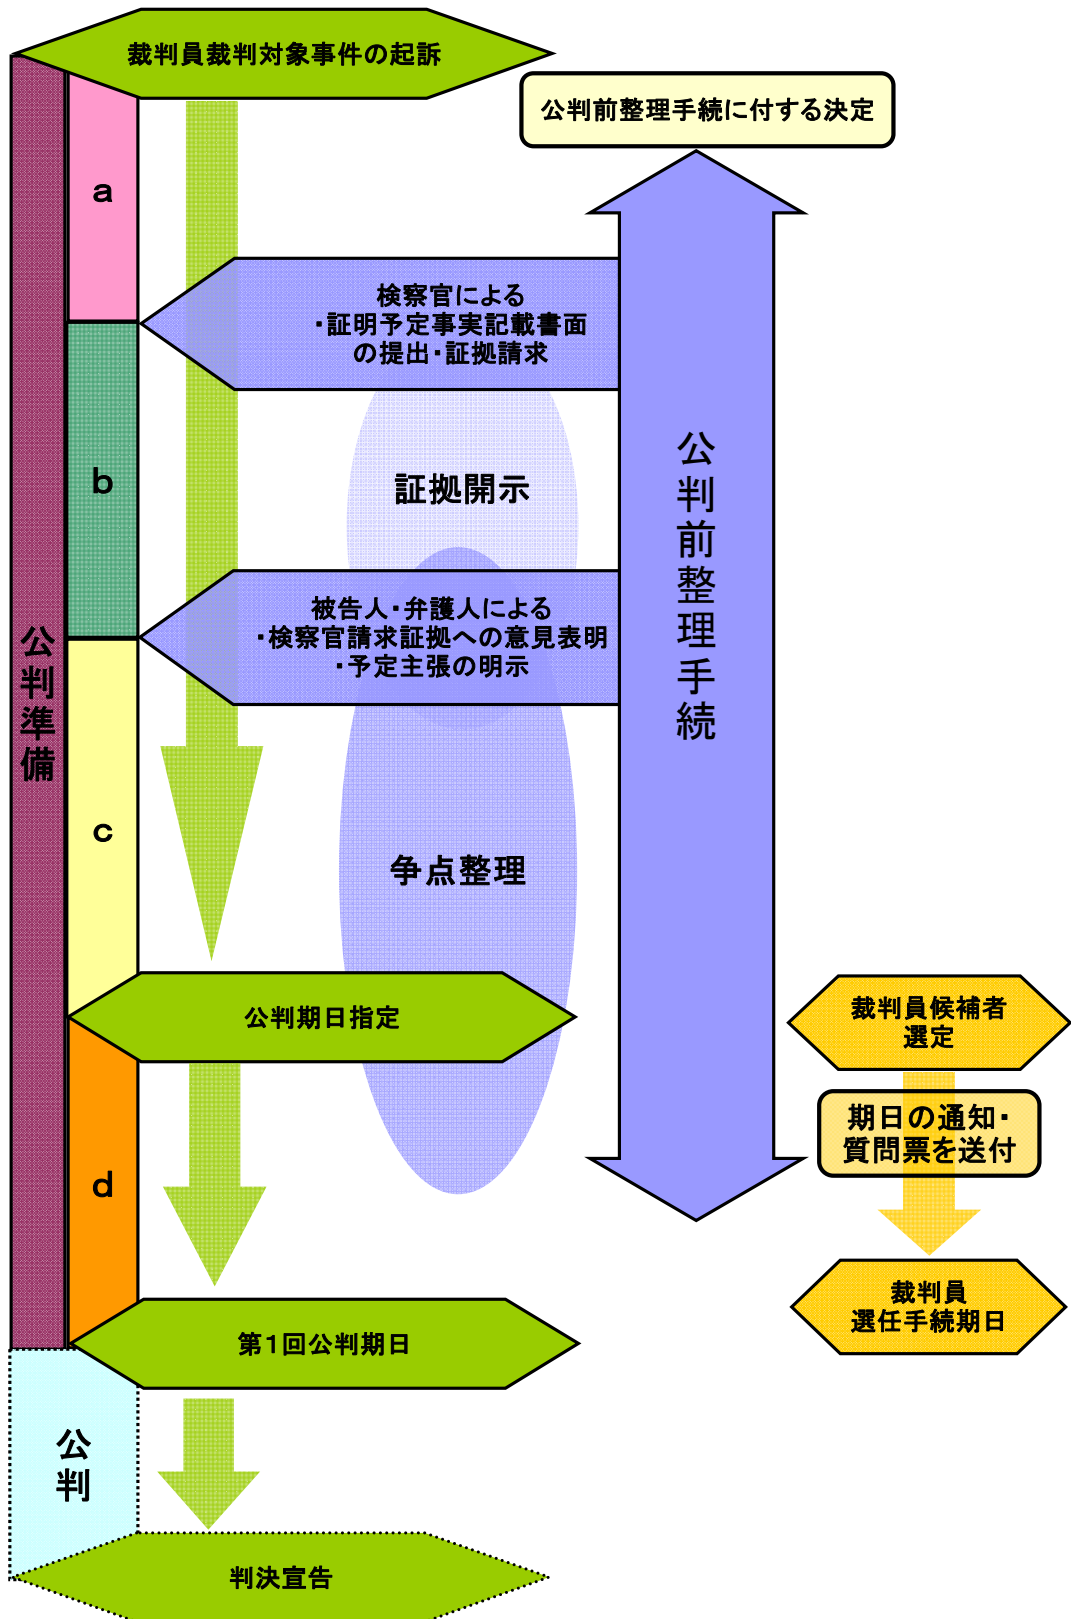 裁判員裁判対象事件の起訴
公判前整理手続に付する決定
a
検察官による
・証明予定事実記載書面
の提出・証拠請求
公判前整理手続
b
証拠開示
被告人・弁護人による
・検察官請求証拠への意見表明
・予定主張の明示
公判準備
c
争点整理
公判期日指定
裁判員候補者
選定
期日の通知・
質問票を送付
d
裁判員
選任手続期日
第1回公判期日
公判
判決宣告